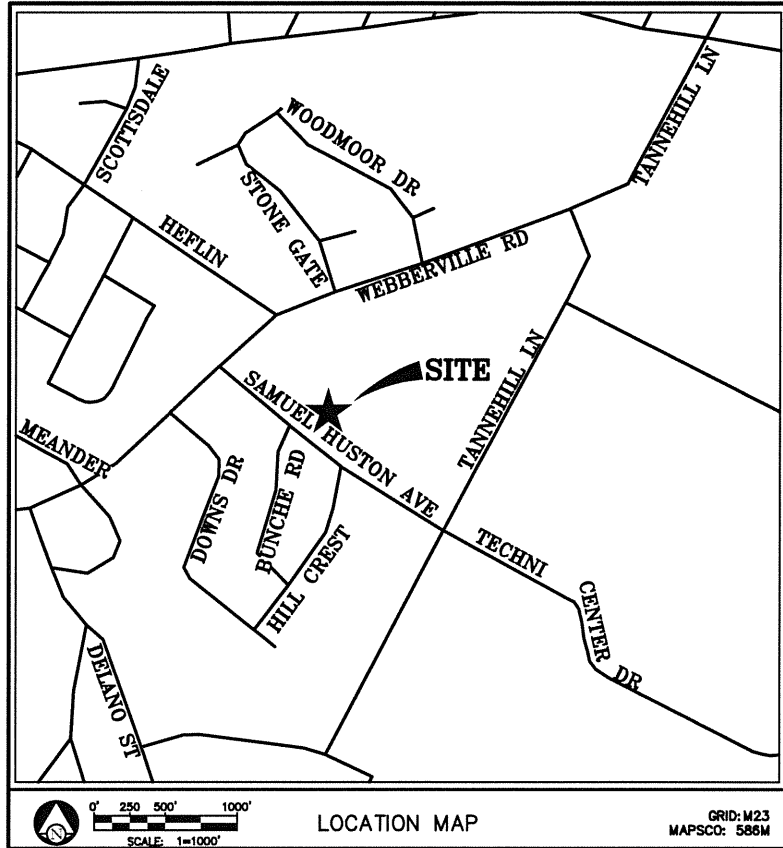 TANNEHILL LN
SCOTTSDALE
WOODMOOR DR
STONE GATE
HEFLIN
WEBBERVILLE RD
SITE
TANNEHILL LN
SAMUEL HUSTON AVE
MEANDER
DOWNS DR
BUNCHE RD
HILL CREST
TECHNI
CENTER DR
DELANO ST
N
0' 250 500' 1000'
SCALE: 1=1000'
LOCATION MAP
GRID: M23
MAPSCO: 586M